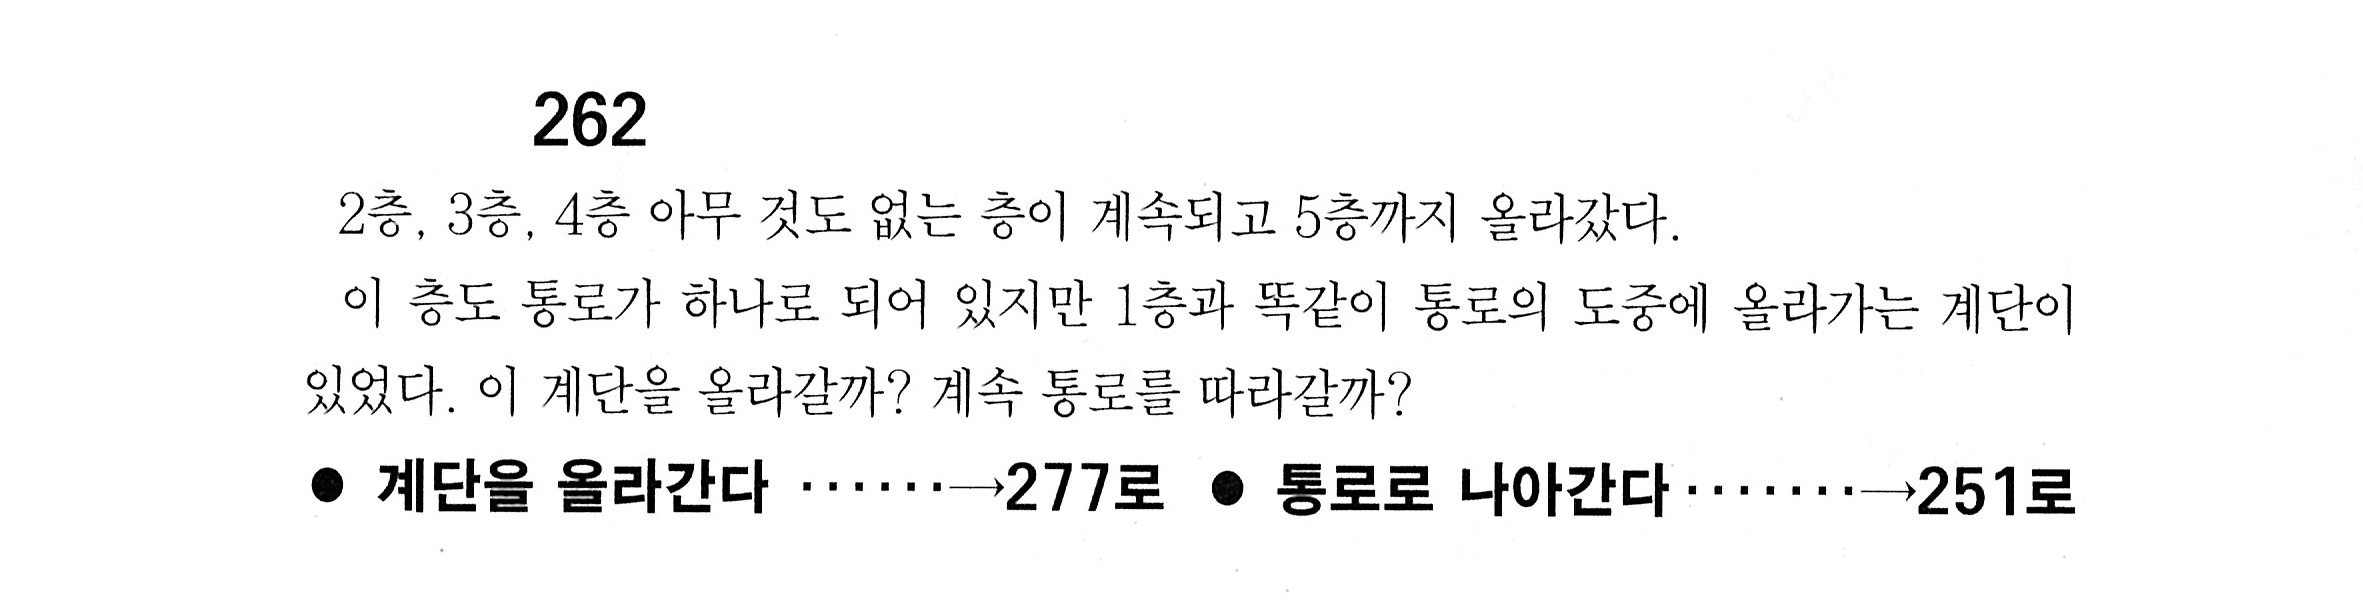 262
2층, 3층, 4층 아무 것도 없는 층이 계속되고 5층까지 올라갔다.
이 층도 통로가 하나로 되어 있지만 1층과 똑같이 통로의 도중에 올라가는 계단이
있었다. 이 계단을 올라갈까? 계속 통로를 따라갈까?
● 계단을 올라간다 ······→277로 ● 통로로 나아간다·······→251로